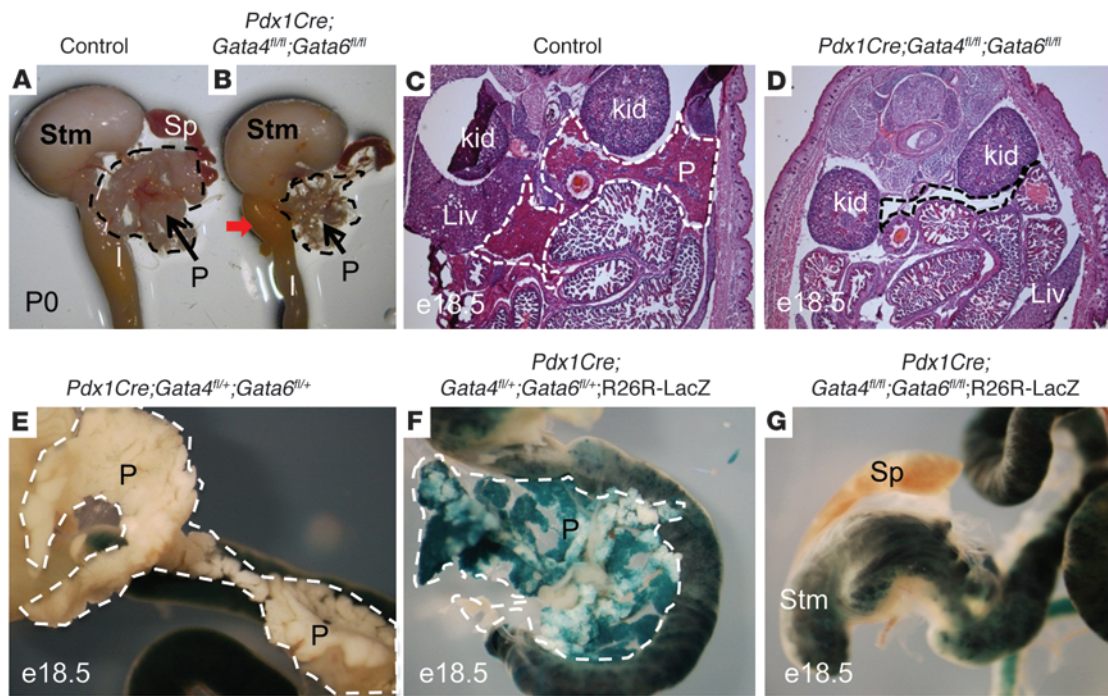 Control
Pdx1Cre;
Gata4fl/fl;Gata6fl/fl
Control
Pdx1Cre;Gata4fl/fl;Gata6fl/fl
A
Stm
Sp
I
P
P0
B
Stm
I
P
C
kid
kid
P
Liv
e18.5
D
kid
kid
Liv
e18.5
Pdx1Cre;Gata4fl/+;Gata6fl/+
Pdx1Cre;
Gata4fl/+;Gata6fl/+;R26R-LacZ
Pdx1Cre;
Gata4fl/fl;Gata6fl/fl;R26R-LacZ
E
P
P
e18.5
F
P
e18.5
G
Sp
Stm
e18.5